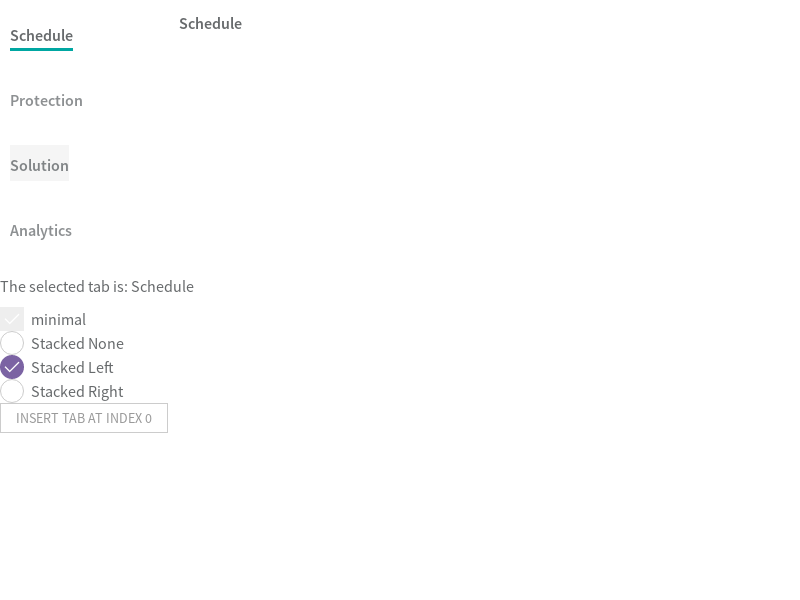 Schedule
Schedule
Protection
Solution
Analytics
The selected tab is: Schedule
minimal
Stacked None
Stacked Left
Stacked Right
INSERT TAB AT INDEX 0